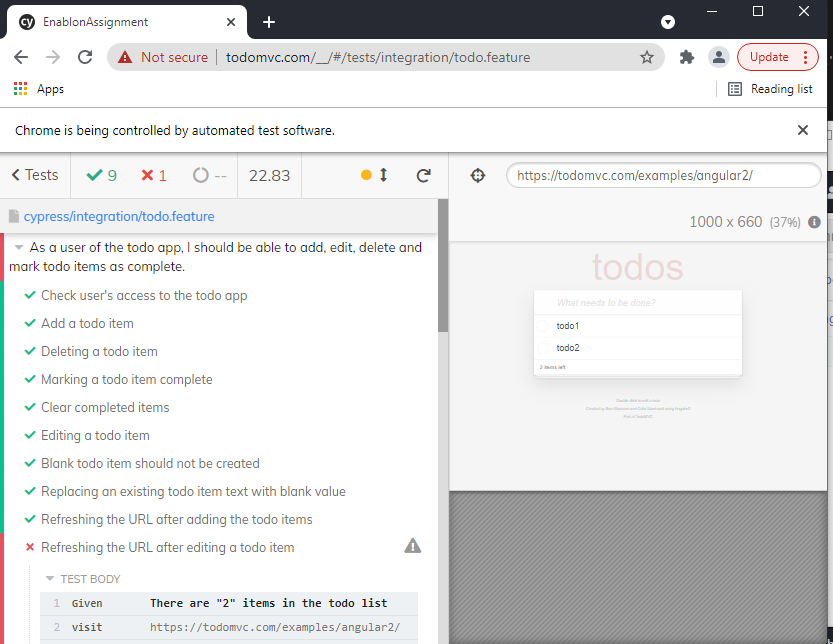 cy EnablonAssignment
Not secure todomvc.com/__/#/tests/integration/todo.feature
Update
Apps
Reading list
Chrome is being controlled by automated test software.
Tests 9 1 -- 22.83
https://todomvc.com/examples/angular2/
cypress/integration/todo.feature
1000 x 660 (37%)
As a user of the todo app, I should be able to add, edit, delete and
mark todo items as complete.
Check user's access to the todo app
Add a todo item
Deleting a todo item
Marking a todo item complete
Clear completed items
Editing a todo item
Blank todo item should not be created
Replacing an existing todo item text with blank value
Refreshing the URL after adding the todo items
Refreshing the URL after editing a todo item
TEST BODY
1 Given There are "2" items in the todo list
2 visit https://todomvc.com/examples/angular2/
todos
What needs to be done?
todo1
todo2
2 items left